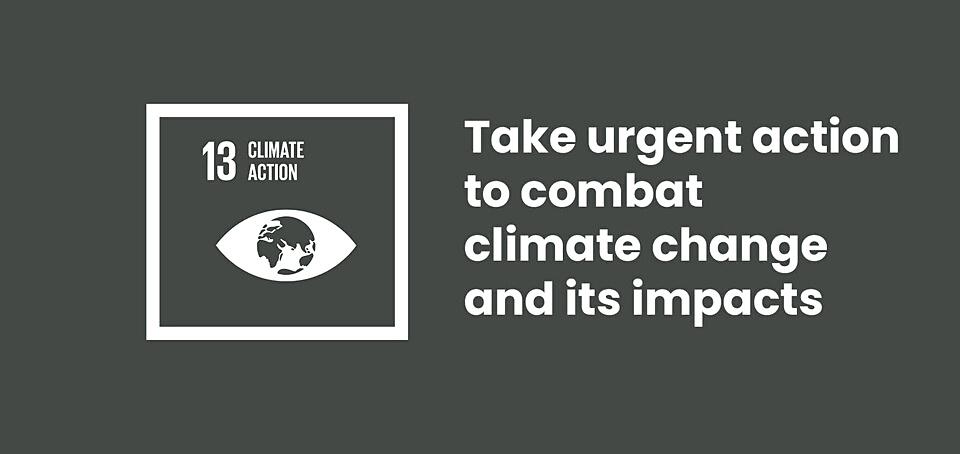 13 CLIMATE
ACTION
Take urgent action
to combat
climate change
and its impacts